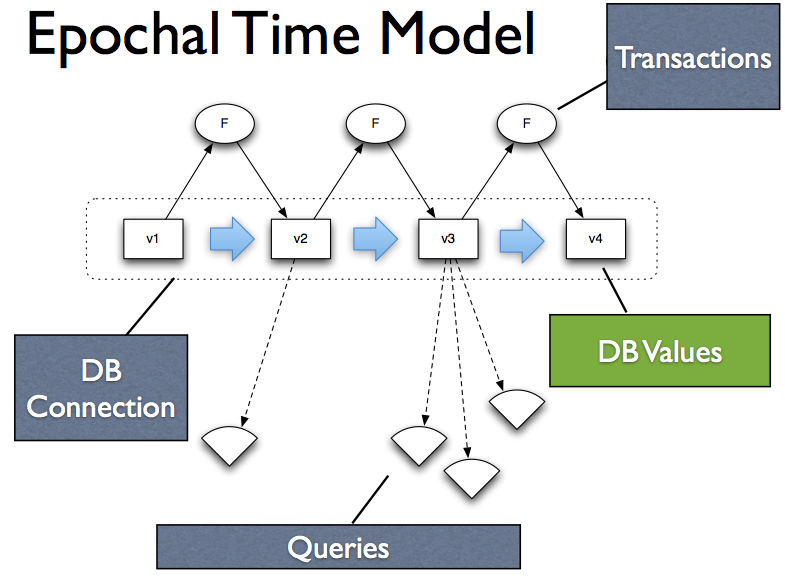 Epochal Time Model
Transactions
F
F
F
v1
v2
v3
v4
DB Values
DB
Connection
Queries